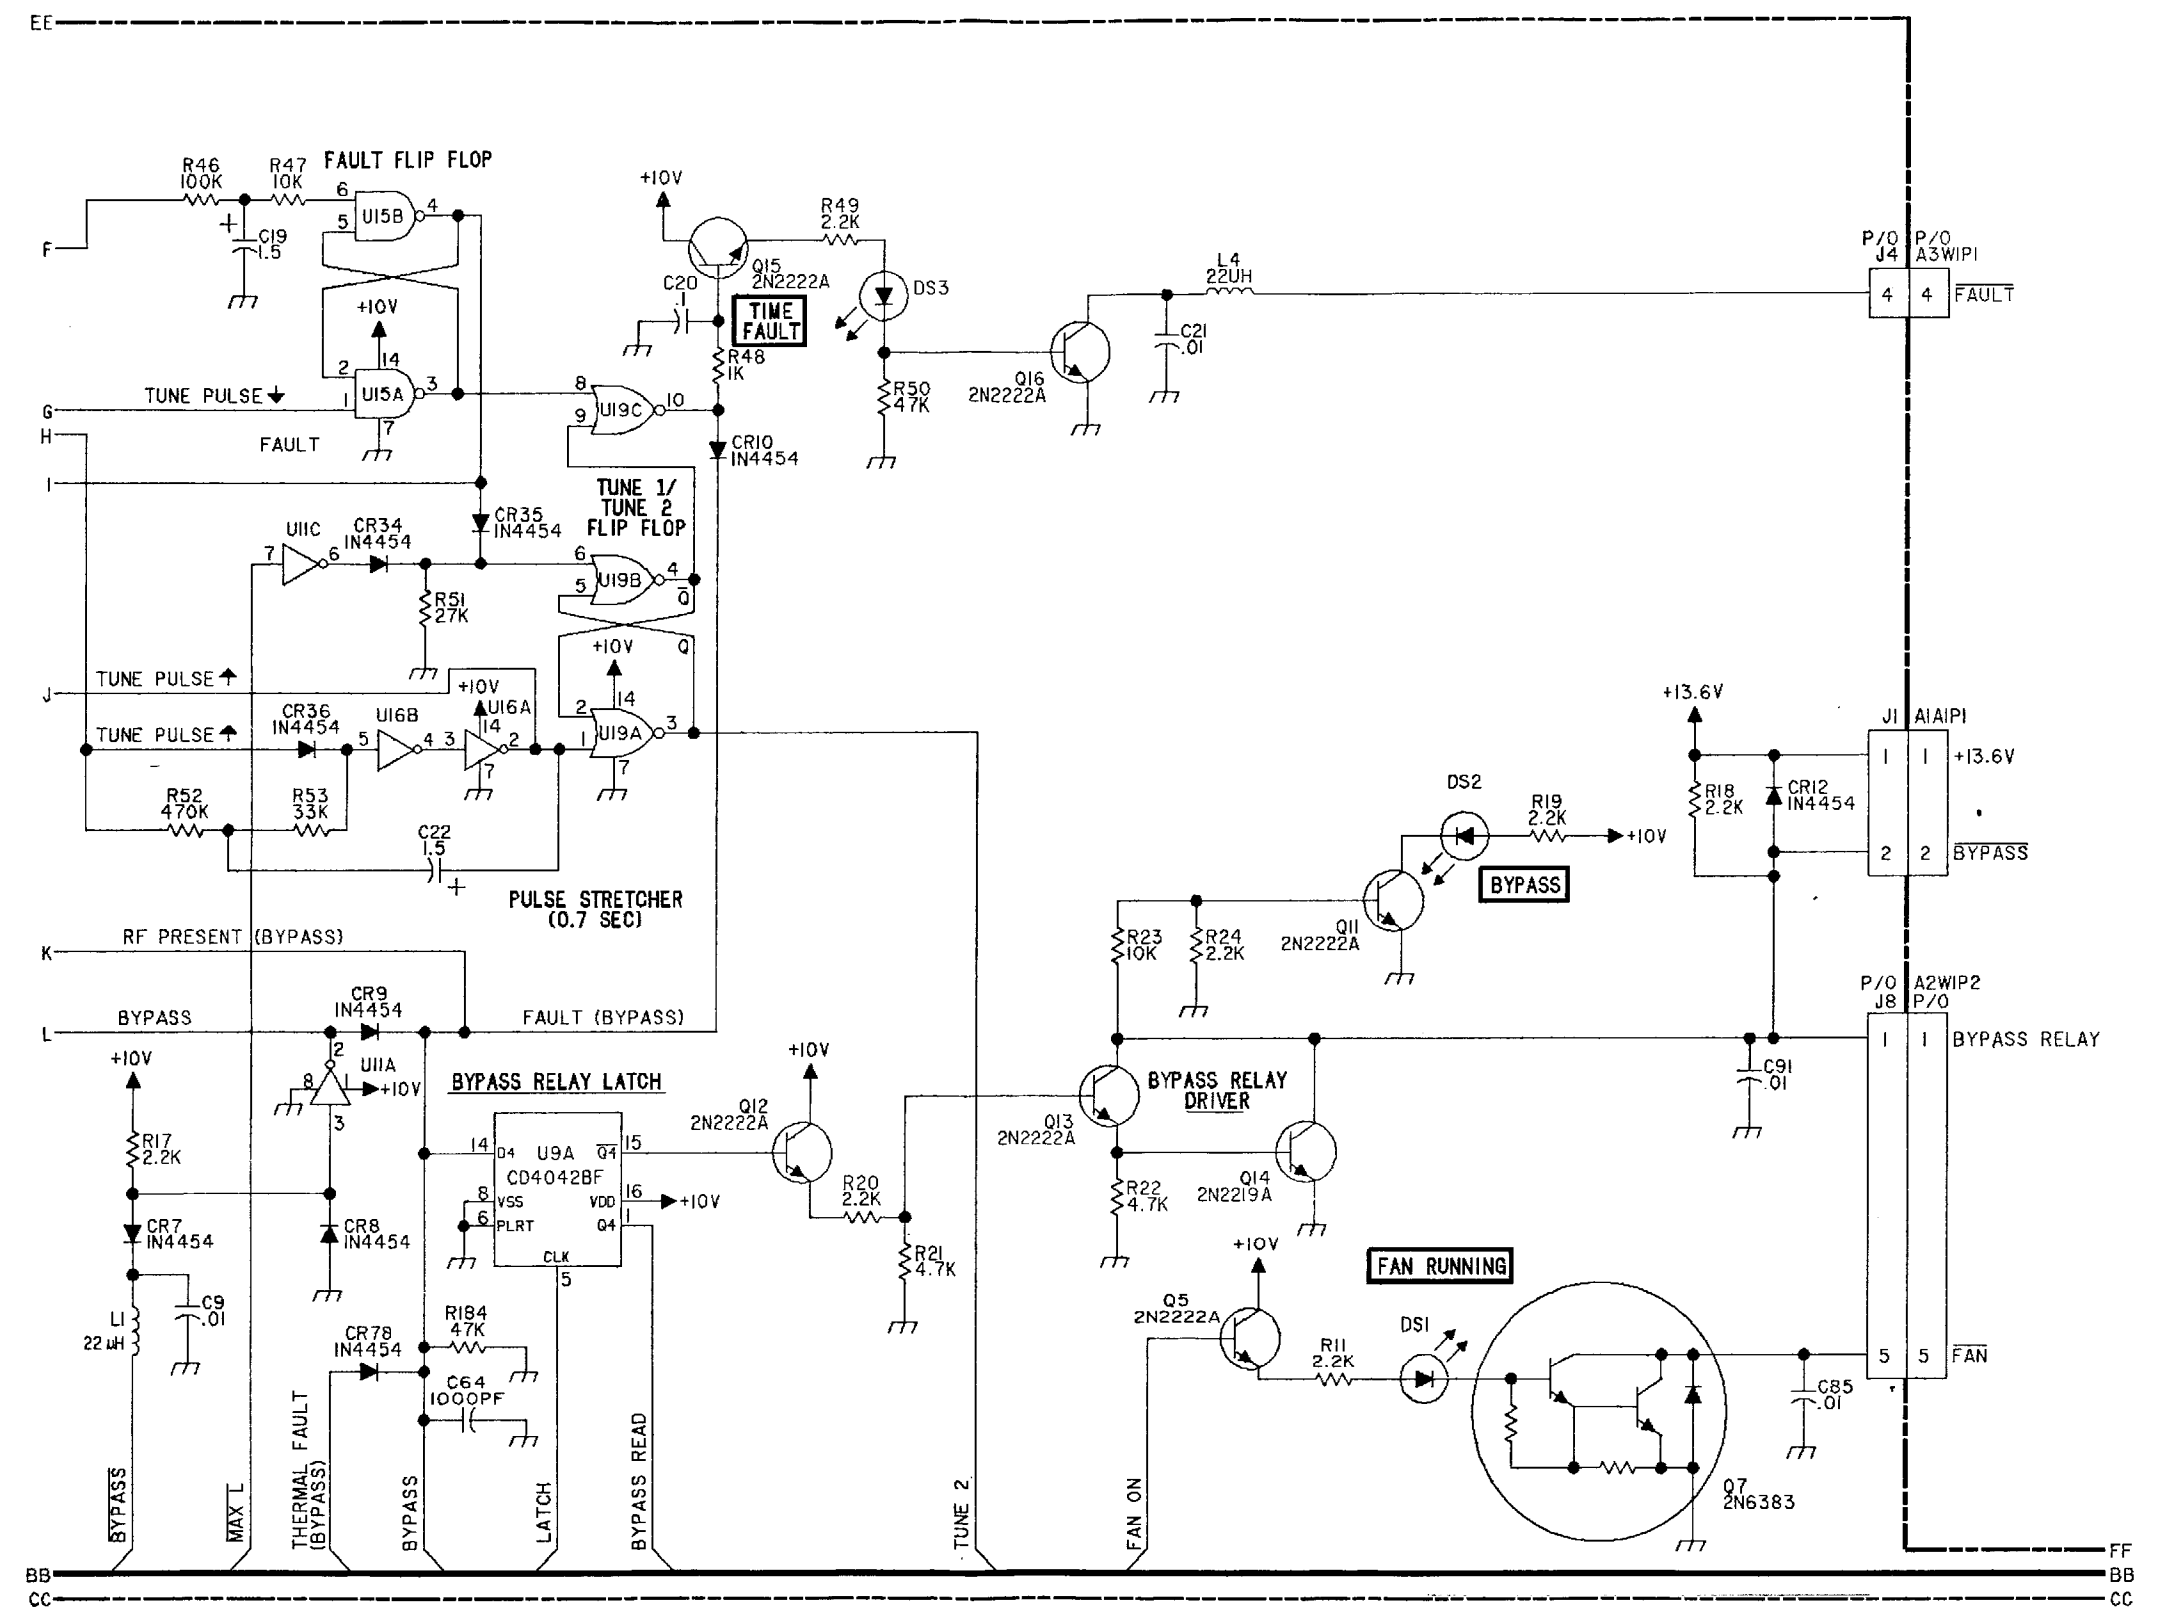 EE
R46
100K
R47
10K
FAULT FLIP FLOP
6
5
U15B
4
F
+
C19
1.5
+10V
14
2
1
U15A
3
7
TUNE PULSE
G
H
FAULT
I
+10V
Q15
2N2222A
TIME
FAULT
C20
.1
R48
1K
R49
2.2K
DS3
R50
47K
Q16
2N2222A
L4
22UH
C21
.01
P/O P/O
J4 A3W1P1
4 4 FAULT
8
9
U19C
10
CR10
1N4454
TUNE 1/
TUNE 2
FLIP FLOP
U11C
7
6
CR34
1N4454
CR35
1N4454
R51
27K
6
5
U19B
4
Q
Q
+10V
14
2
1
U19A
3
7
J
TUNE PULSE
TUNE PULSE
CR36
1N4454
U16B
5
4
+10V
U16A
14
3
2
7
R52
470K
R53
33K
C22
1.5
+
PULSE STRETCHER
(0.7 SEC)
+13.6V
J1 A1A1P1
1 1 +13.6V
2 2 BYPASS
R18
2.2K
CR12
1N4454
DS2
R19
2.2K
+10V
BYPASS
Q11
2N2222A
R23
10K
R24
2.2K
K
RF PRESENT (BYPASS)
L
BYPASS
CR9
1N4454
FAULT (BYPASS)
+10V
2
U11A
8
1
+10V
3
R17
2.2K
CR7
1N4454
CR8
1N4454
L1
22 µH
C9
.01
BYPASS RELAY LATCH
14
D4
U9A
CD4042BF
Q4
15
8
VSS
VDD
16
+10V
6
PLRT
Q4
1
CLK
5
+10V
Q12
2N2222A
R20
2.2K
R21
4.7K
Q13
2N2222A
BYPASS RELAY
DRIVER
Q14
2N2219A
R22
4.7K
P/O A2W1P2
J8 P/O
1 1 BYPASS RELAY
C91
.01
5 5 FAN
C85
.01
+10V
Q5
2N2222A
FAN RUNNING
R11
2.2K
DS1
Q7
2N6383
CR78
1N4454
R184
47K
C64
1000PF
BYPASS
MAX L
THERMAL FAULT
(BYPASS)
BYPASS
LATCH
BYPASS READ
TUNE 2
FAN ON
FF
BB
BB
CC
CC